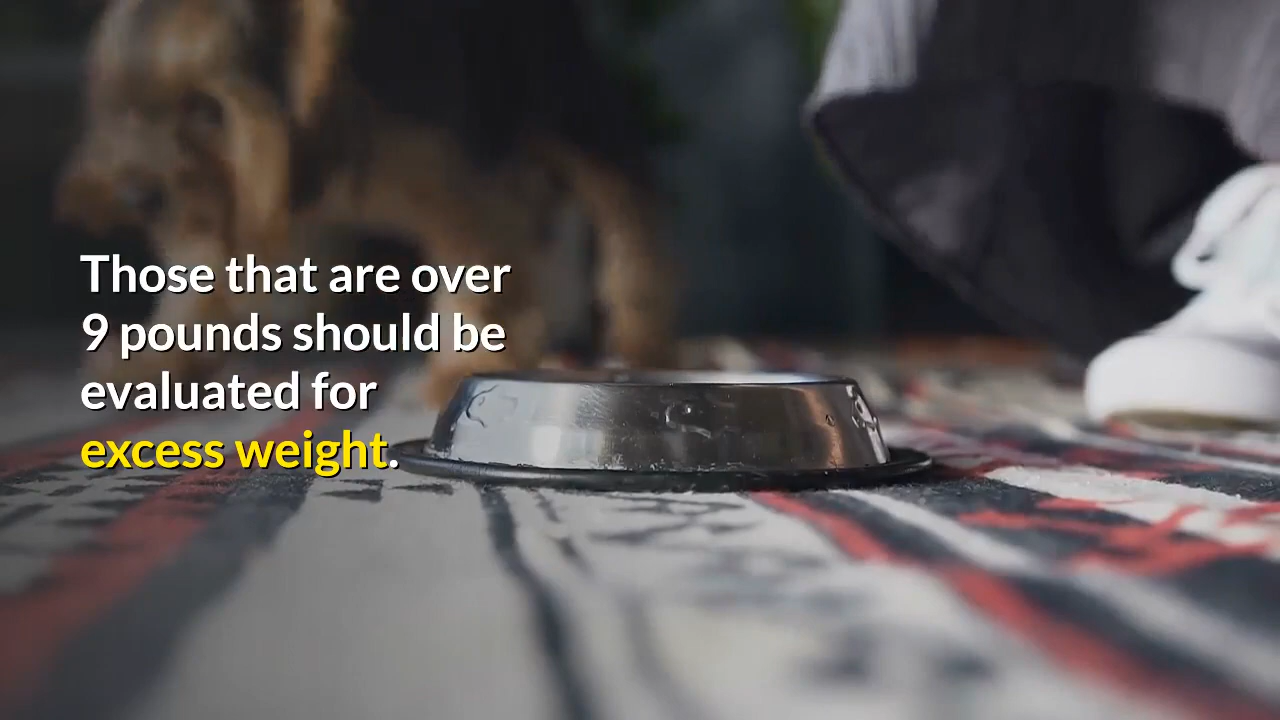 Those that are over
9 pounds should be
evaluated for
excess weight.